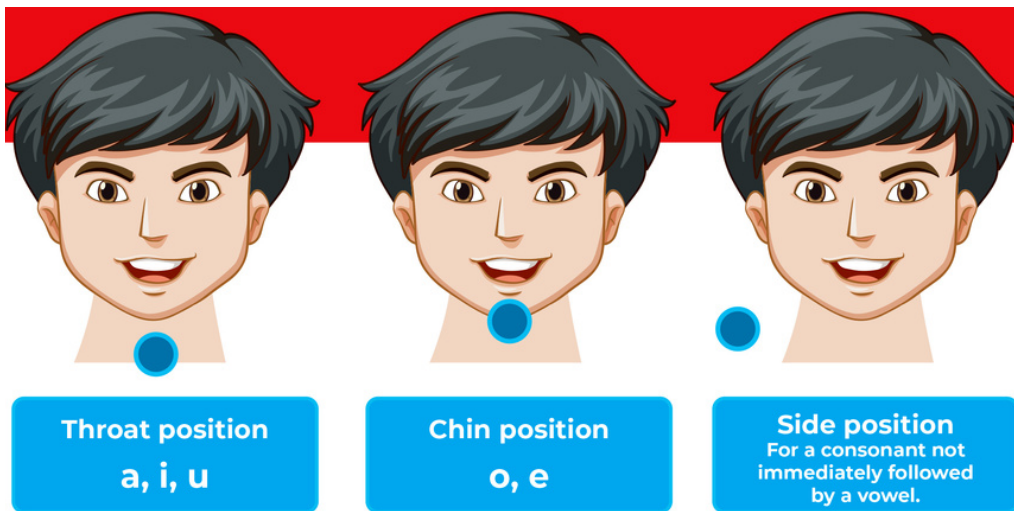 Throat position
a, i, u
Chin position
o, e
Side position
For a consonant not
immediately followed
by a vowel.